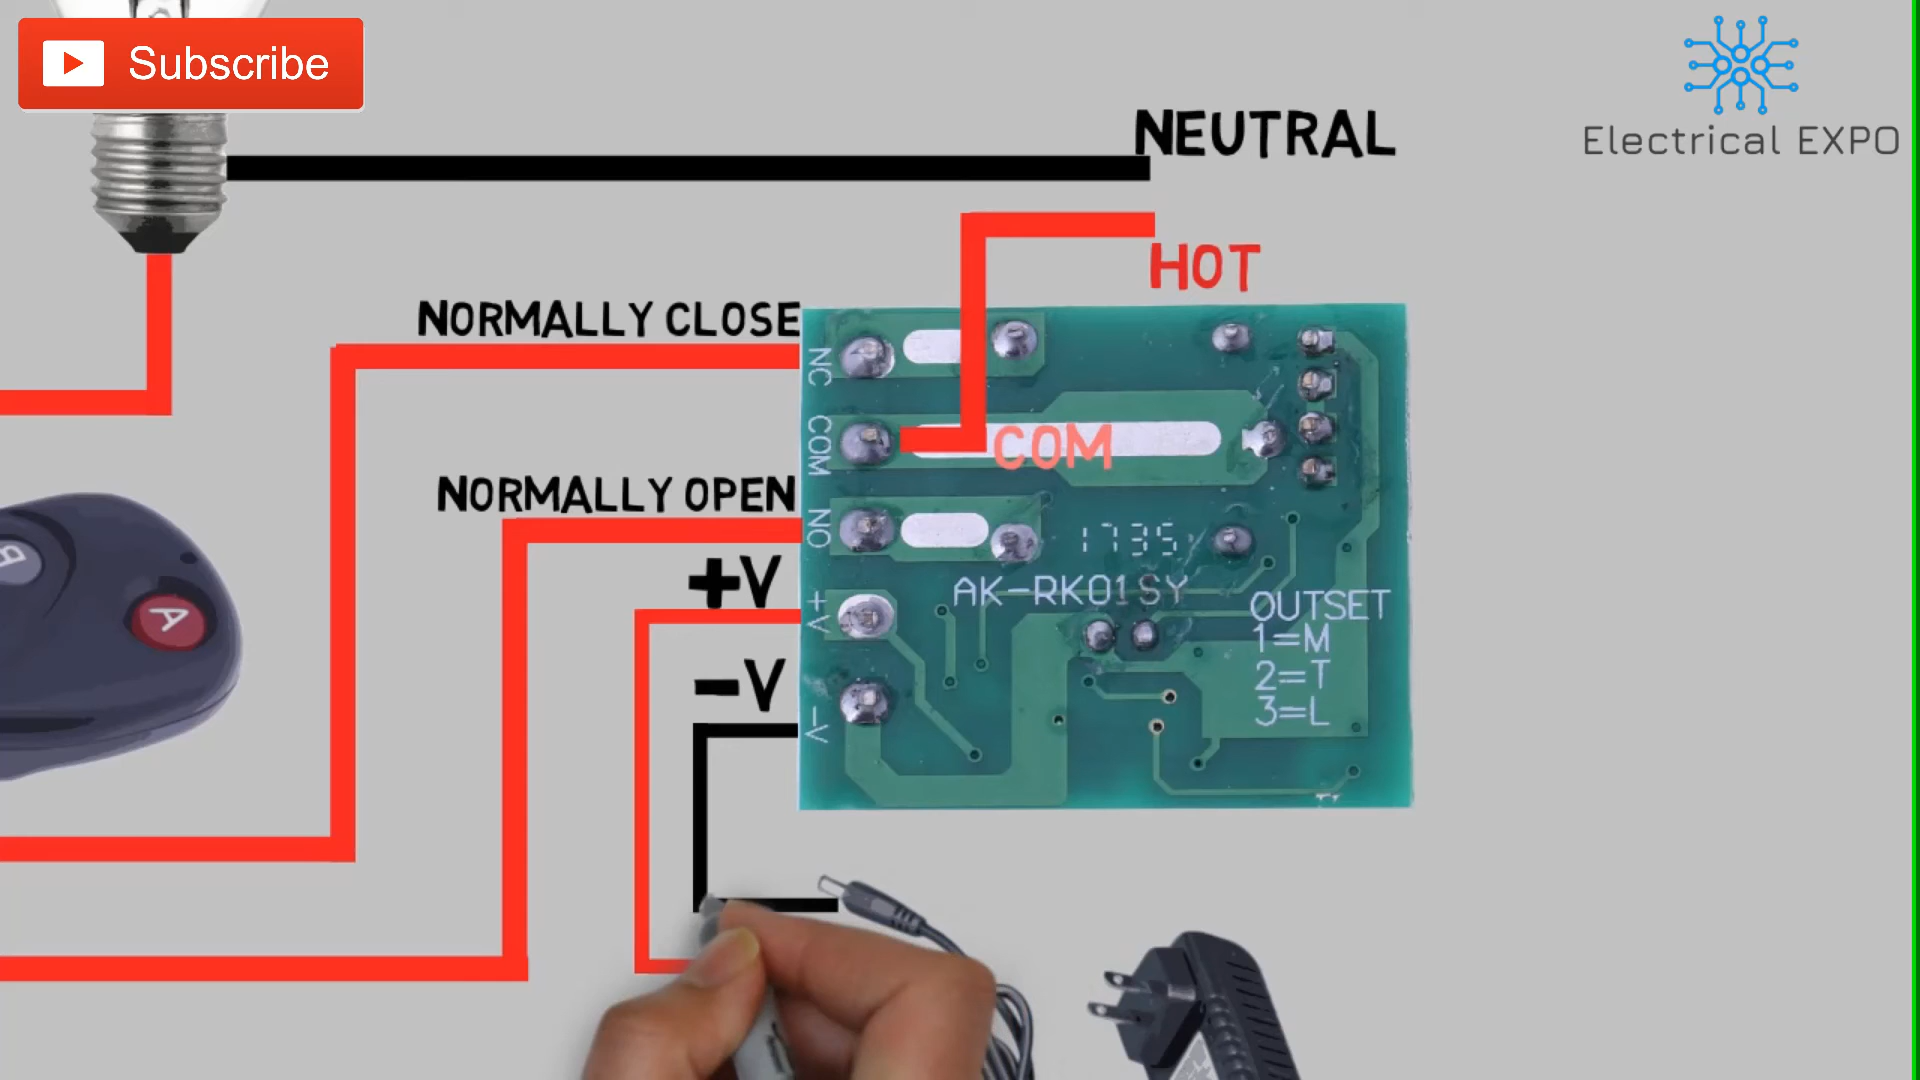 Subscribe
Electrical EXPO
NEUTRAL
HOT
NORMALLY CLOSE
NC
COM
COM
NORMALLY OPEN
NO
1735
+V
+V
AK-RK01SY
OUTSET
1=M
2=T
3=L
-V
-V
B
A